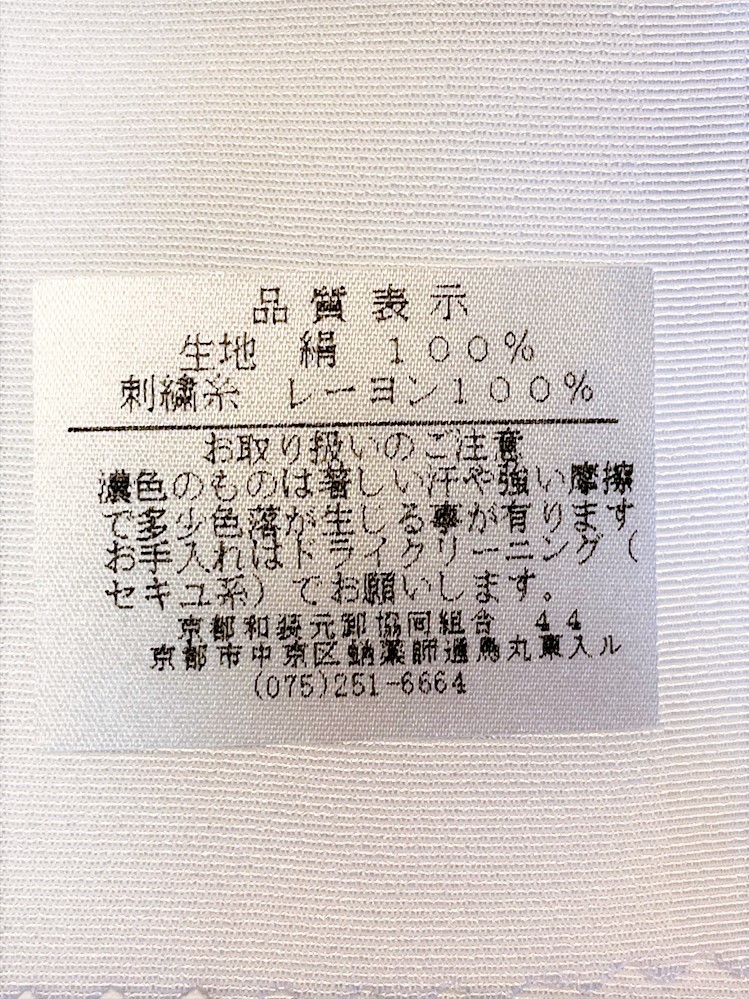 品質表示
生地　絹　１００％
刺繍糸　レーヨン１００％
お取り扱いのご注意
濃色のものは著しい汗や強い摩擦
で多少色落が生じる事が有ります
お手入れはドライクリーニング（
セキユ系）でお願いします。
京都和装元卸協同組合　４４
京都市中京区蛸薬師通烏丸東入ル
(075)251-6664